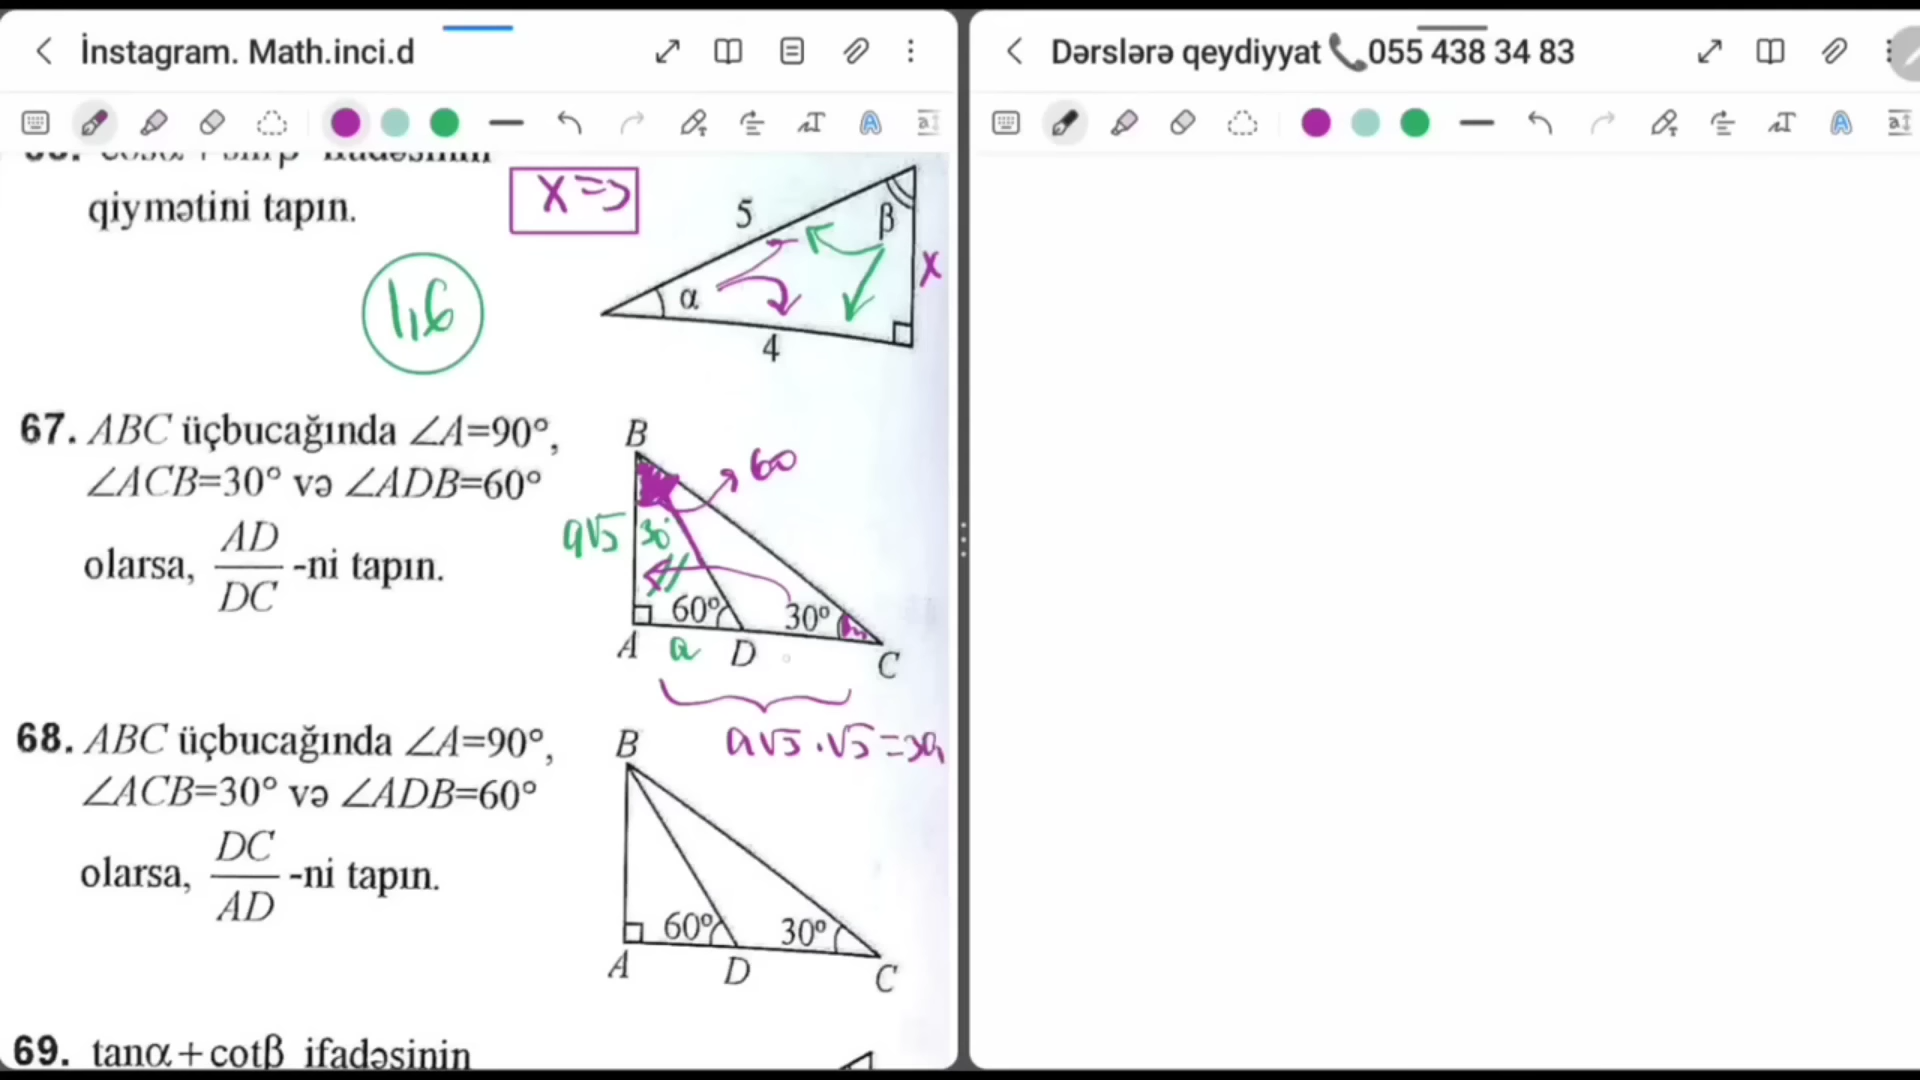 İnstagram. Math.inci.d
Dərslərə qeydiyyat 📞055 438 34 83
qiymətini tapın.
x=3
5
β
x
α
4
1,6
67. ABC üçbucağında ∠A=90°,
∠ACB=30° və ∠ADB=60°
olarsa, AD/DC -ni tapın.
B
60
a√3
30°
60°
30°
A
a
D
C
a√3·√3=3a
68. ABC üçbucağında ∠A=90°,
∠ACB=30° və ∠ADB=60°
olarsa, DC/AD -ni tapın.
B
60°
30°
A
D
C
69. tanα+cotβ ifadəsinin